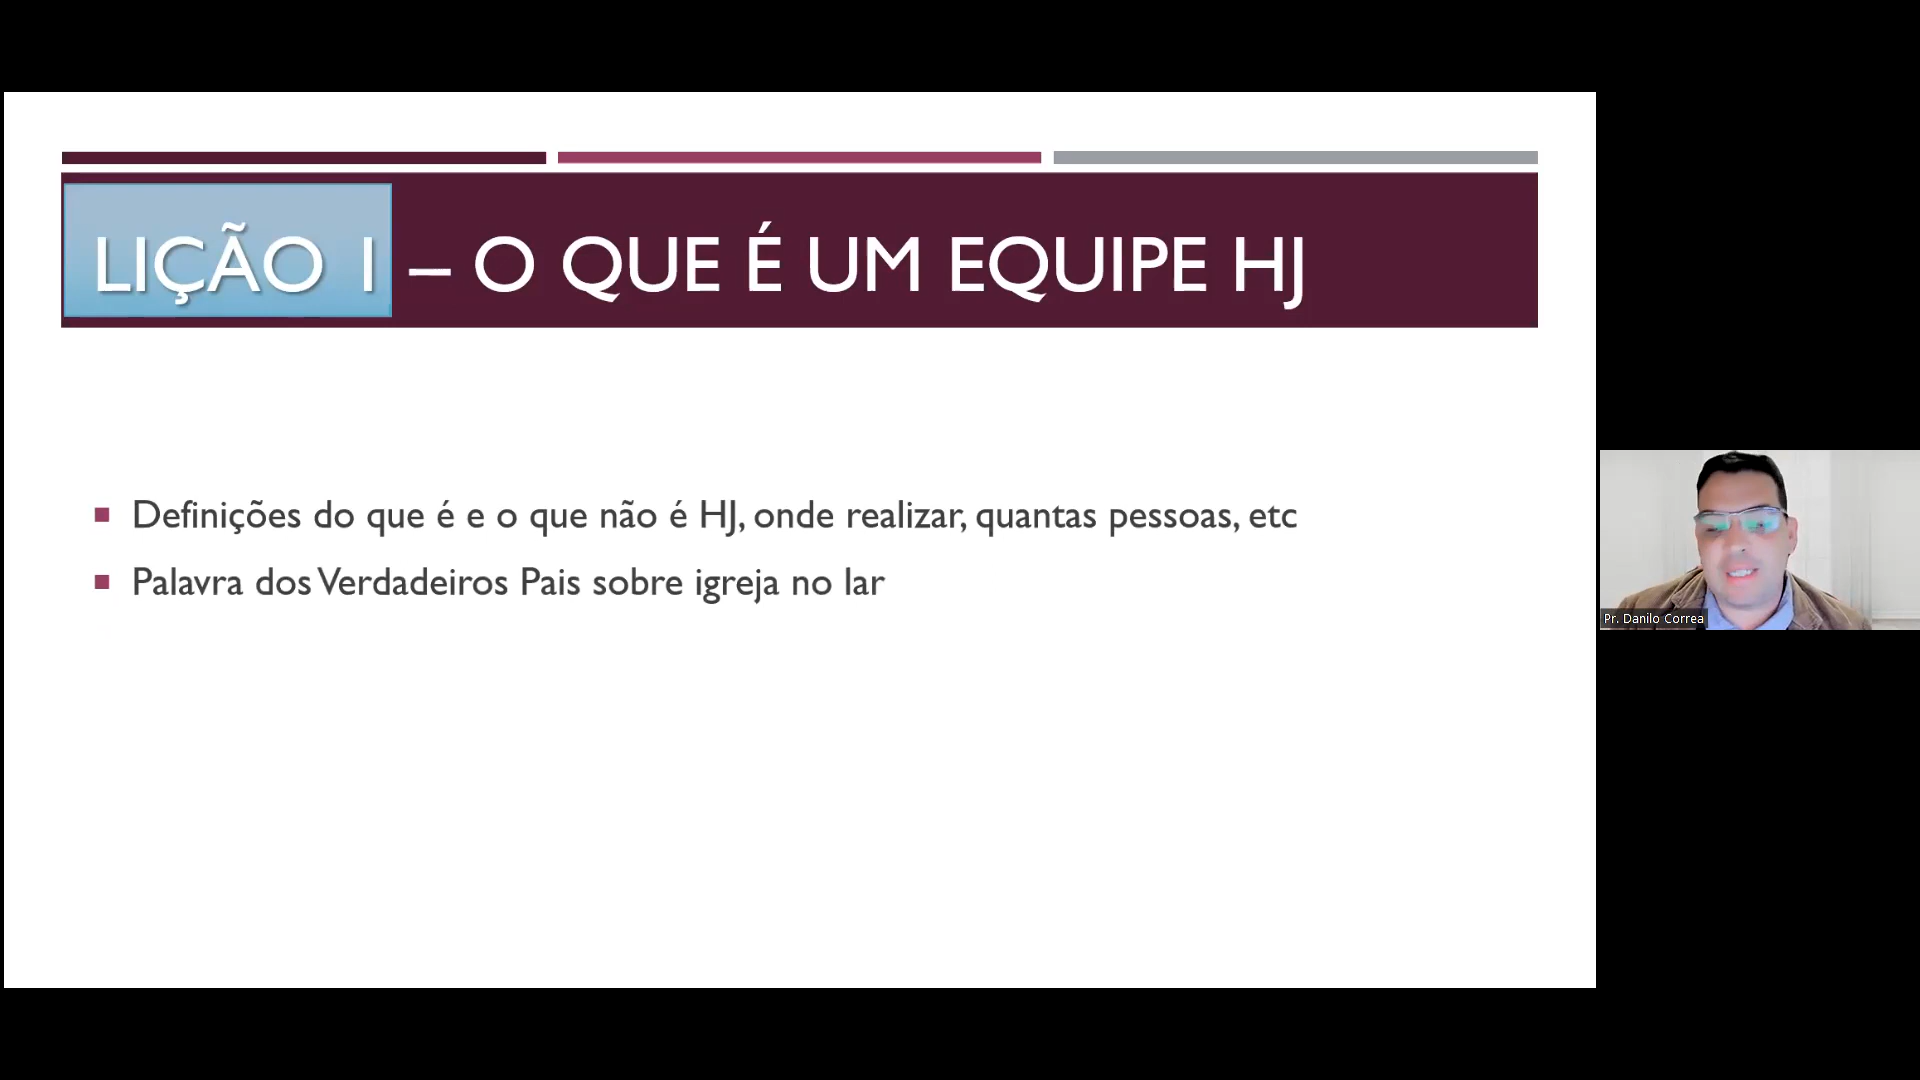 LIÇÃO 1 – O QUE É UM EQUIPE HJ
Definições do que é e o que não é HJ, onde realizar, quantas pessoas, etc
Palavra dos Verdadeiros Pais sobre igreja no lar
Pr. Danilo Correa